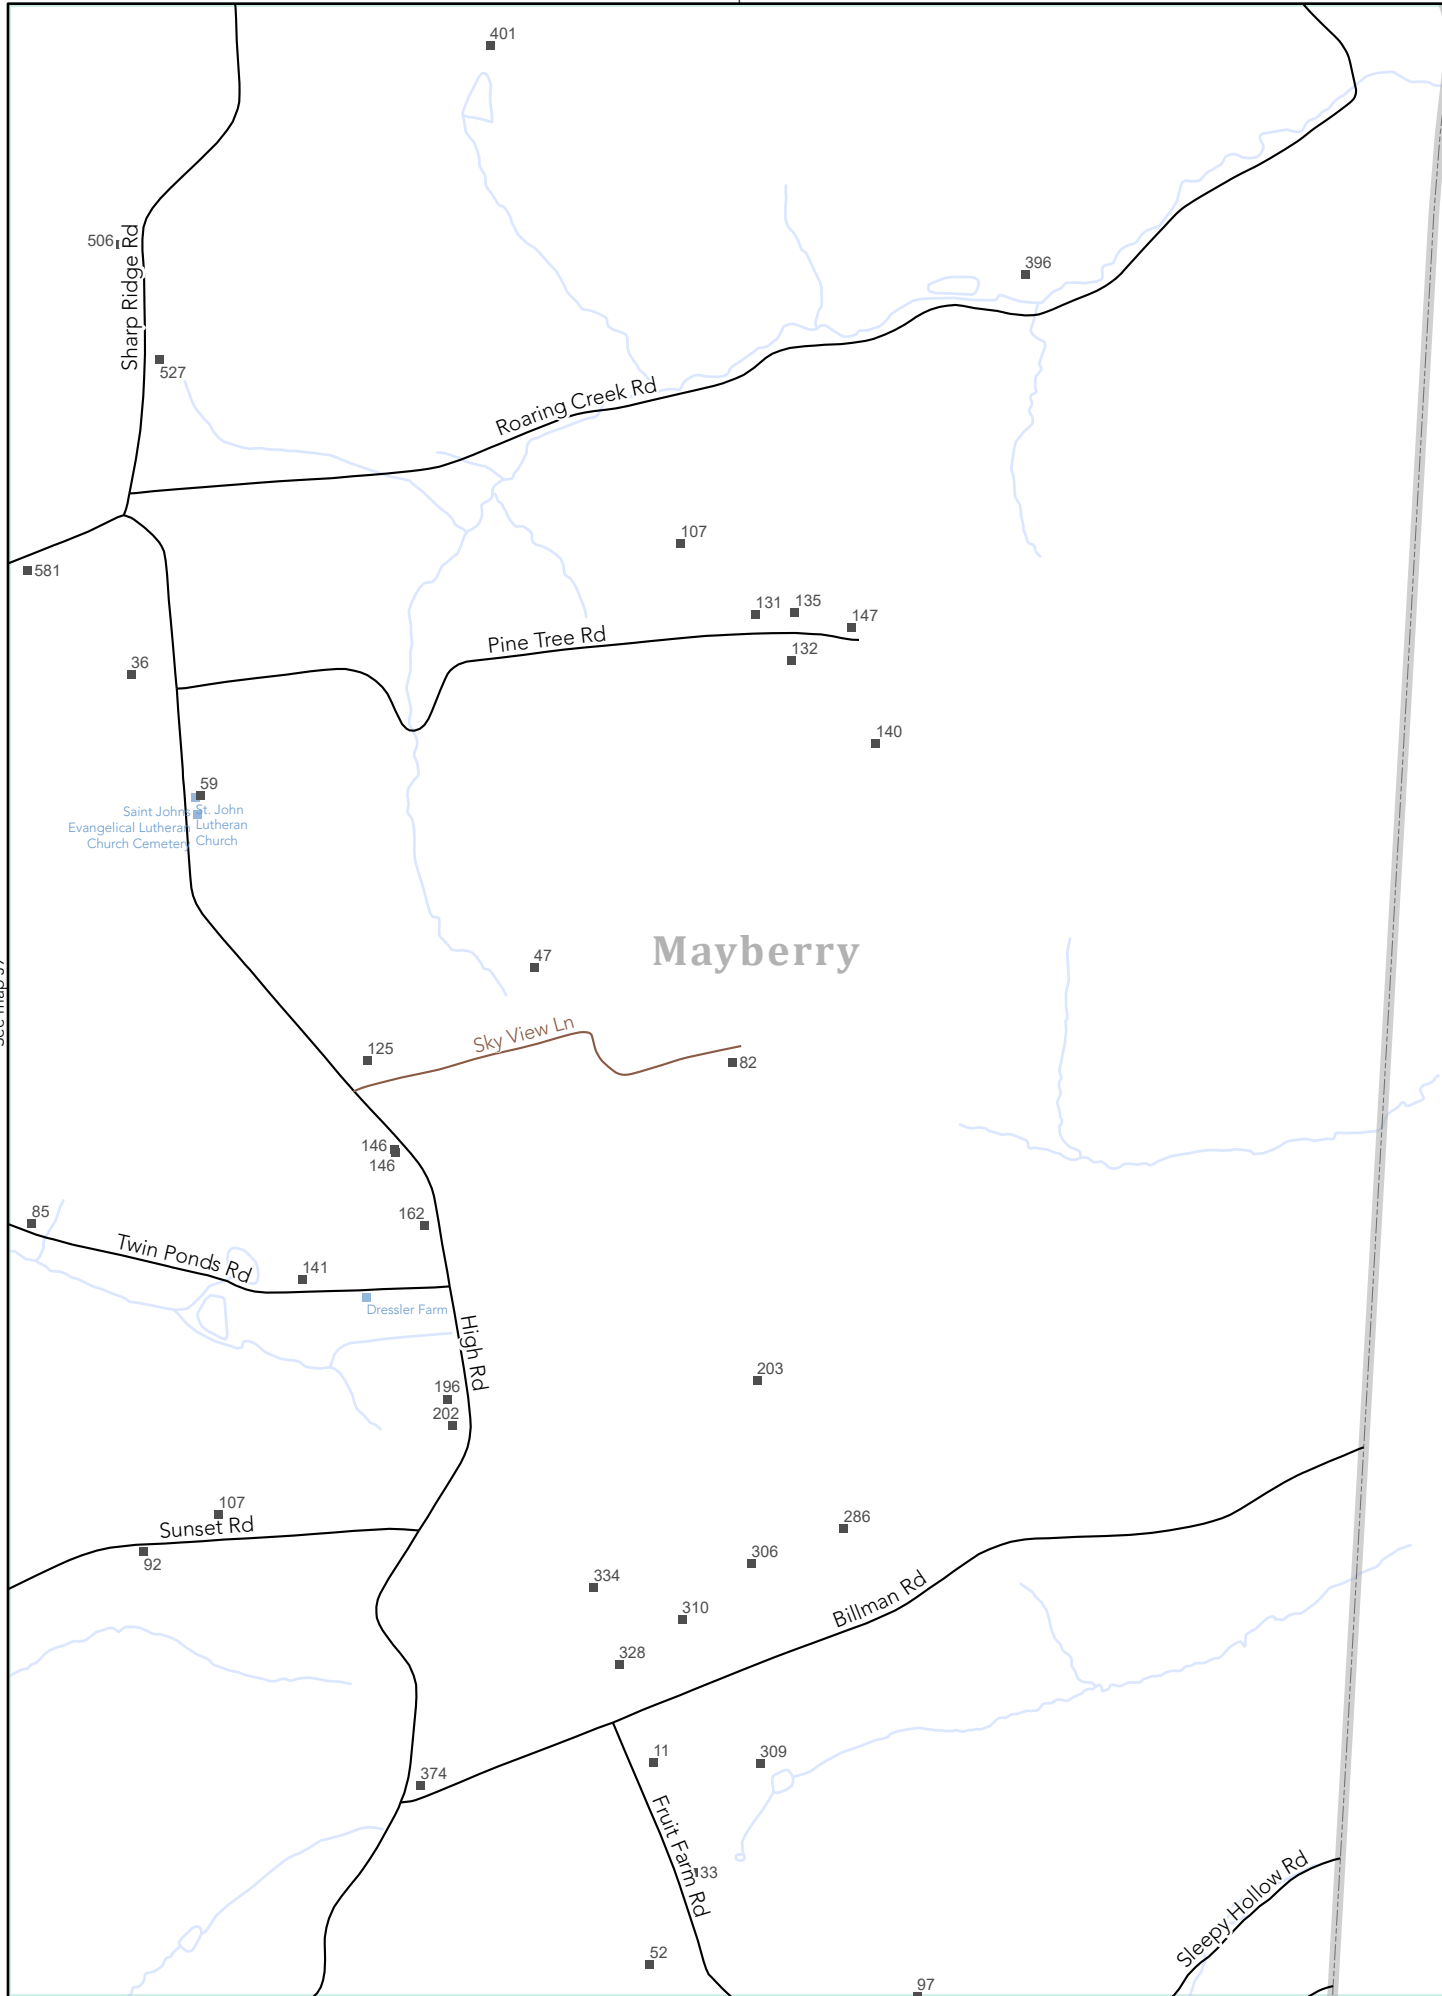 401
506
Sharp Ridge Rd
396
527
Roaring Creek Rd
107
581
131
135
147
Pine Tree Rd
132
36
140
59
Saint Johns
Evangelical Lutheran
Church Cemetery
St. John
Lutheran
Church
47
Mayberry
Sky View Ln
125
82
146
146
85
162
Twin Ponds Rd
141
Dressler Farm
High Rd
203
196
202
107
Sunset Rd
92
286
306
334
310
Billman Rd
328
11
309
374
Fruit Farm Rd
33
Sleepy Hollow Rd
52
97